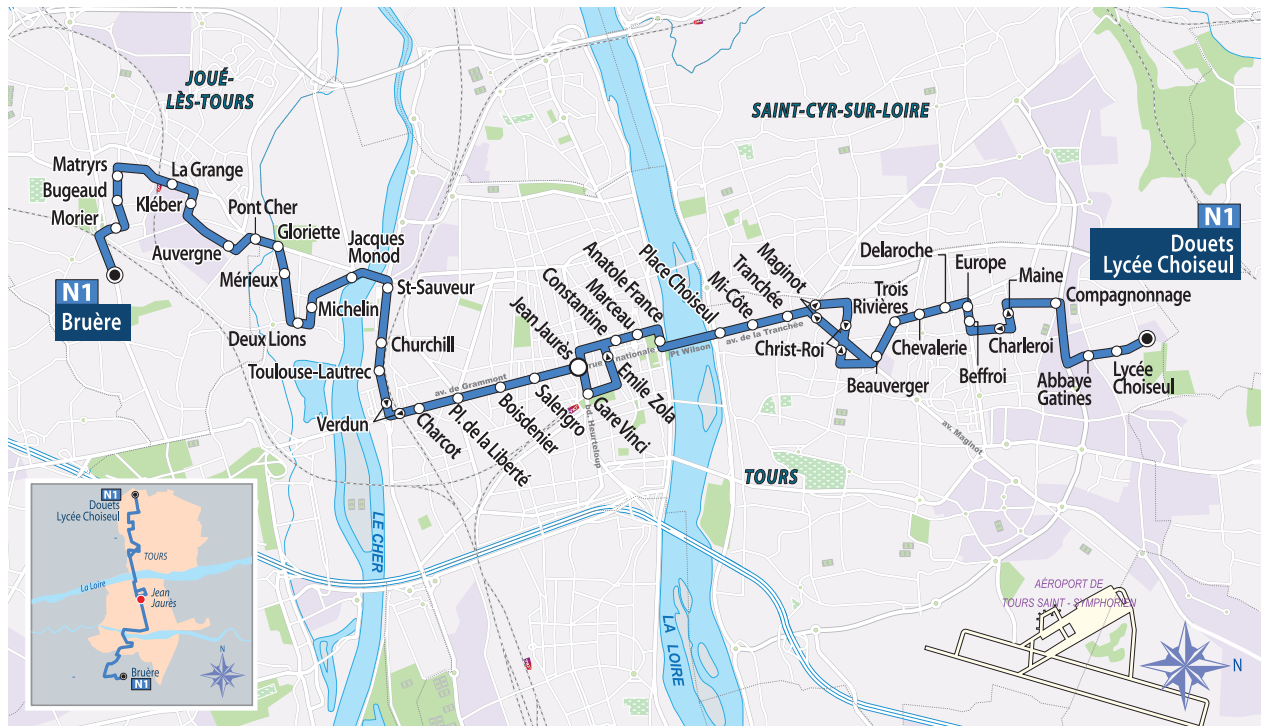 JOUÉ-
LÈS-TOURS
SAINT-CYR-SUR-LOIRE
Matyrs
Bugeaud
Morier
La Grange
Kléber
Auvergne
Pont Cher
Gloriette
Mérieux
Deux Lions
Michelin
Jacques
Monod
St-Sauveur
Churchill
Toulouse-Lautrec
Verdun
Charcot
Pl. de la Liberté
Boisdenier
Salengro
Jean Jaurès
Gare Vinci
Emile Zola
Constantine
Marceau
Anatole France
Place Choiseul
Mi-Côte
Tranchée
Maginot
Christ-Roi
Beauverger
Trois
Rivières
Chevalerie
Delaroche
Europe
Beffroi
Charleroi
Maine
Compagnonnage
Abbaye
Gatines
Lycée
Choiseul
N1
Bruère
N1
Douets
Lycée Choiseul
av. de Grammont
rue nationale
Pt Wilson
av. de la Tranchée
bd. Heurteloup
av. Maginot
TOURS
LE CHER
LA LOIRE
AÉROPORT DE
TOURS SAINT - SYMPHORIEN
N
N1
Douets
Lycée Choiseul
TOURS
La Loire
Jean
Jaurès
Bruère
N1
N